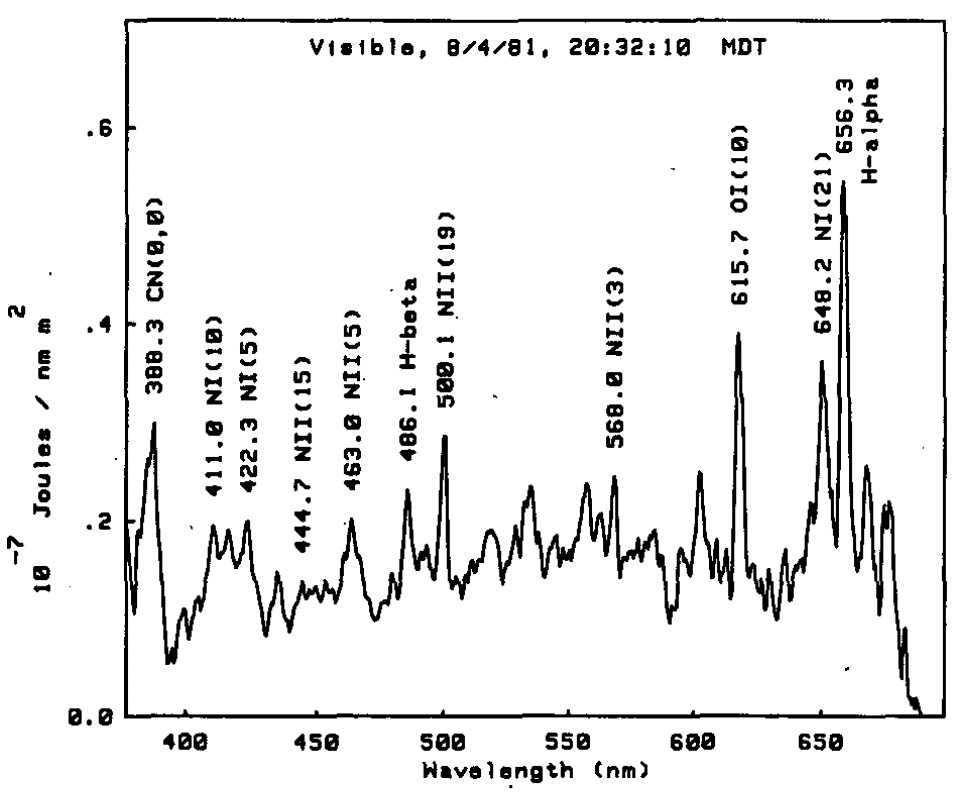 Visible, 8/4/81, 20:32:10 MDT
10 -7 Joules / nm m 2
.6
.4
.2
0.0
388.3 CN(0,0)
411.0 NI(10)
422.3 NI(5)
444.7 NII(15)
463.0 NII(5)
486.1 H-beta
500.1 NII(19)
568.0 NII(3)
615.7 OI(10)
648.2 NI(21)
656.3
H-alpha
400 450 500 550 600 650
Wavelength (nm)